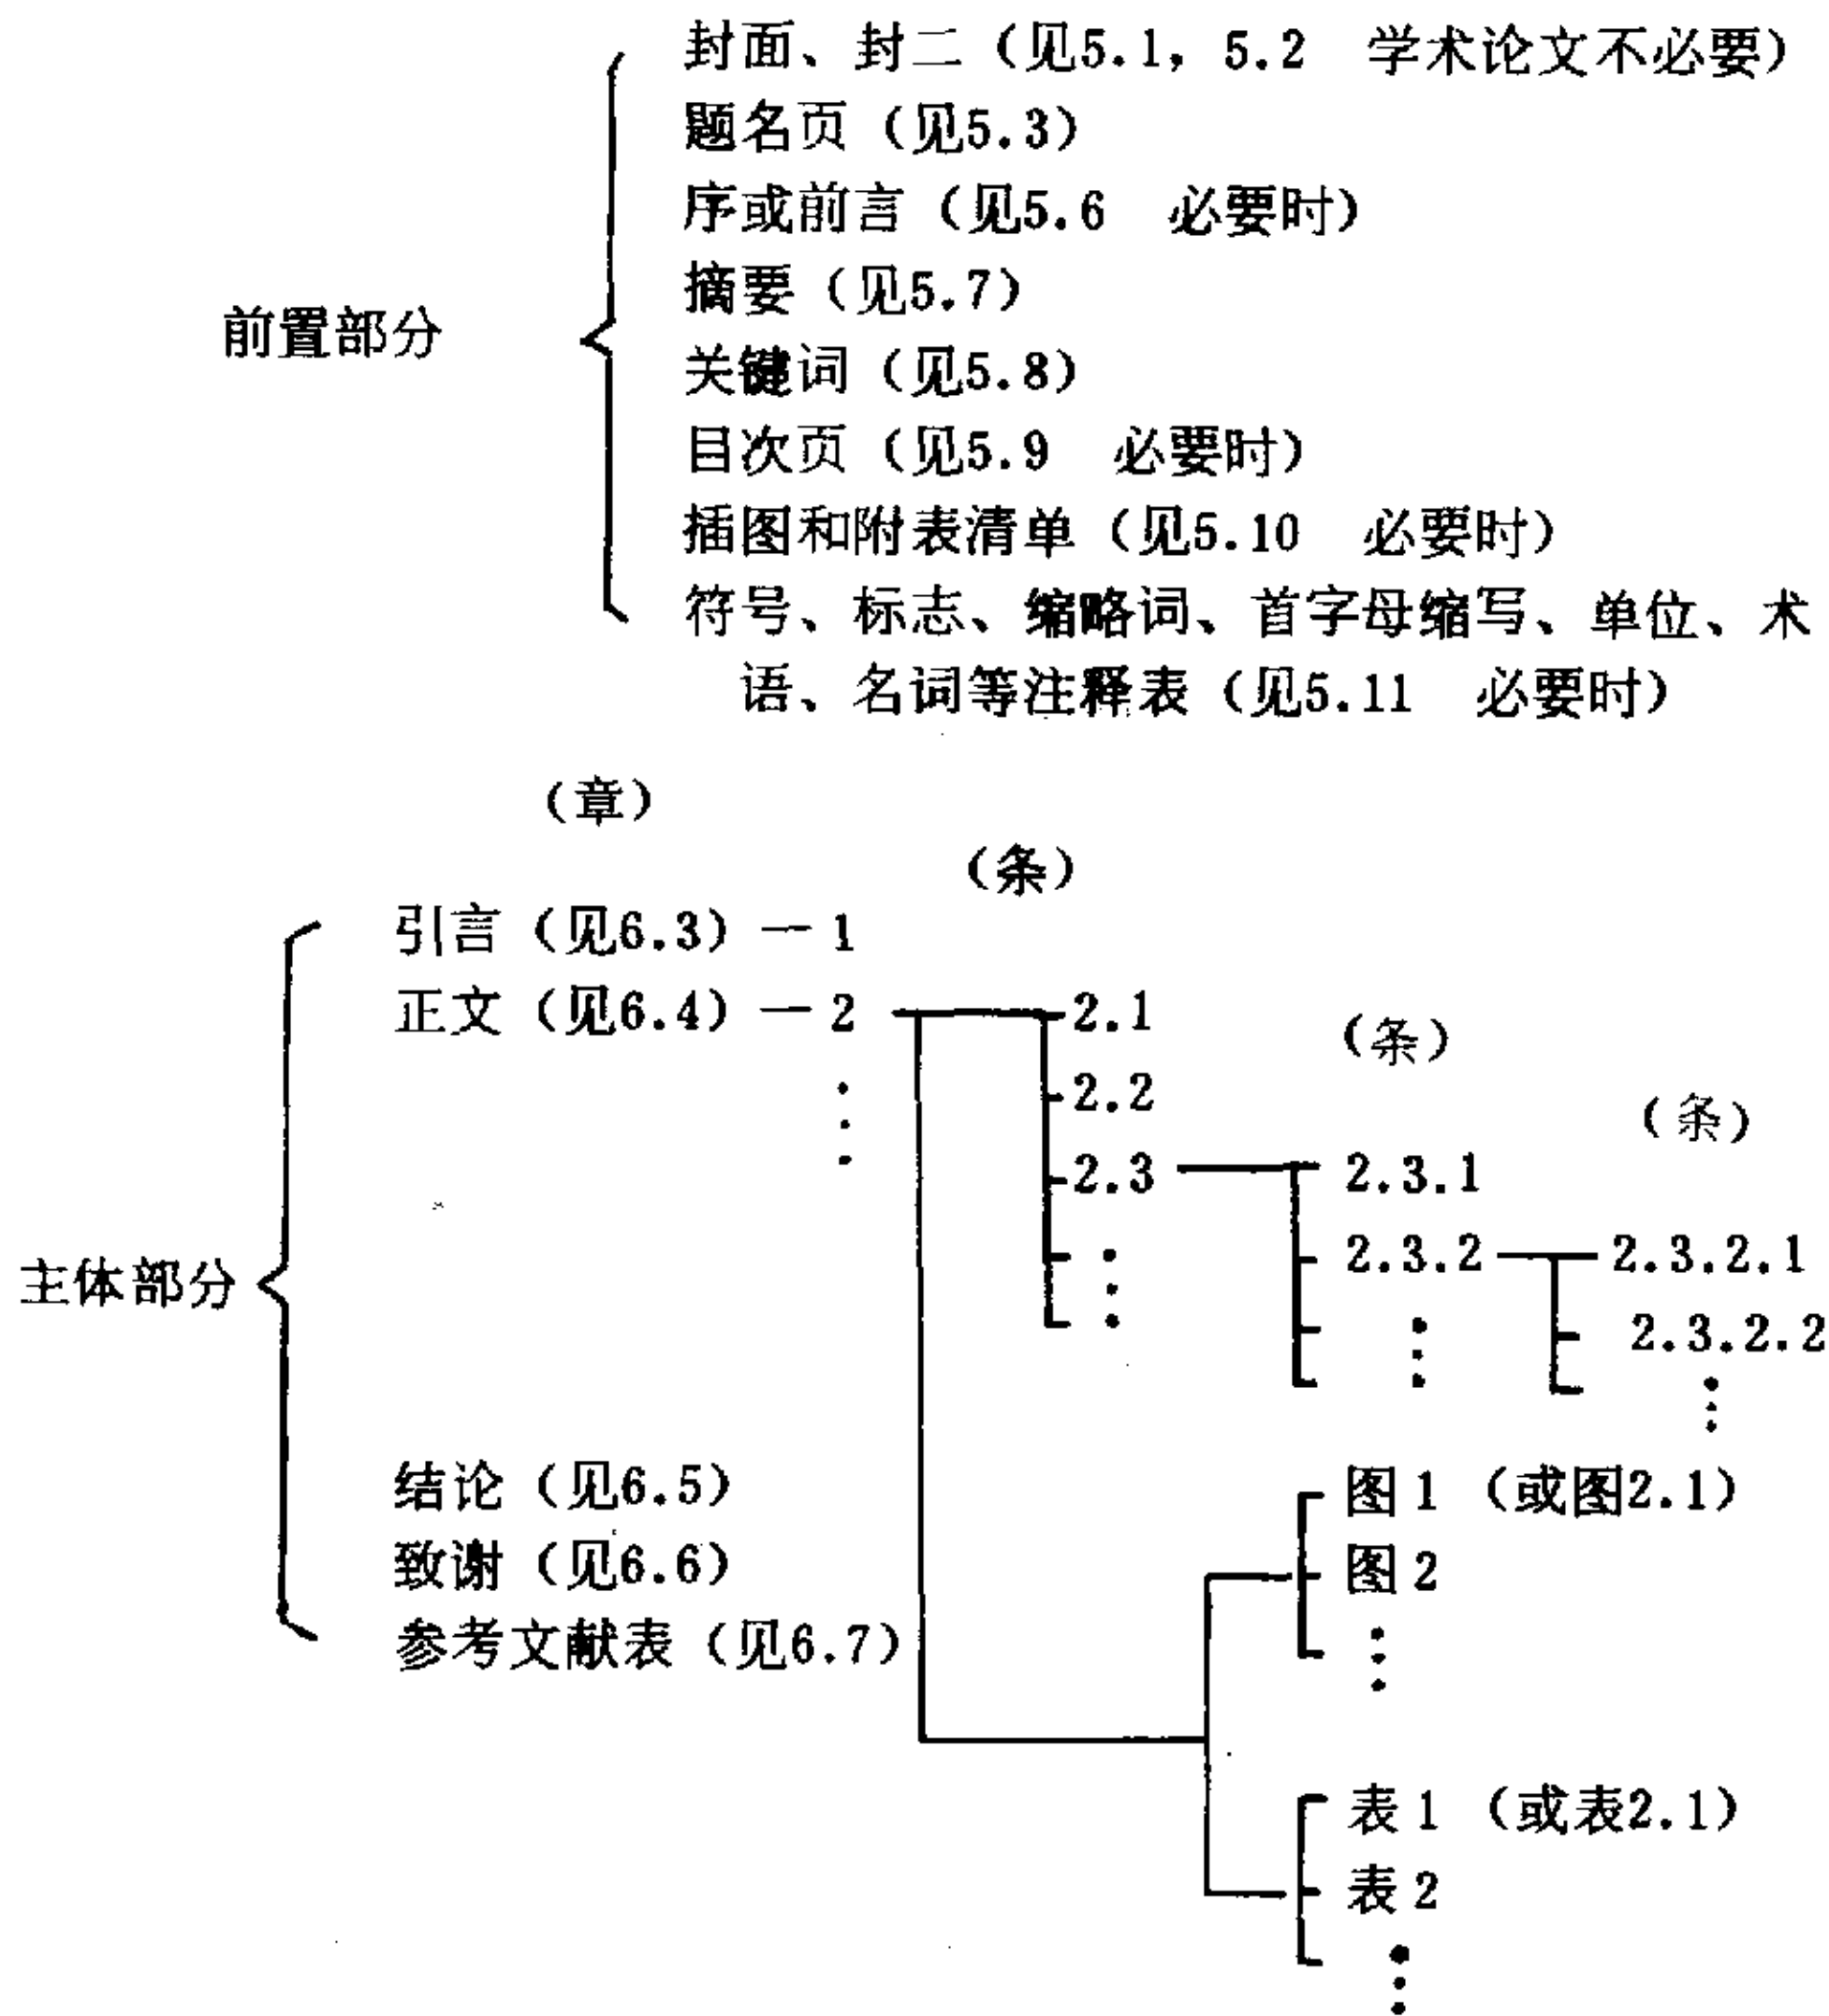 封面、封二（见5.1，5.2 学术论文不必要）
题名页（见5.3）
序或前言（见5.6 必要时）
摘要（见5.7）
前置部分
关键词（见5.8）
目次页（见5.9 必要时）
插图和附表清单（见5.10 必要时）
符号、标志、缩略词、首字母缩写、单位、术
语、名词等注释表（见5.11 必要时）
（章）
（条）
引言（见6.3）— 1
正文（见6.4）— 2 2.1
（条）
2.2
（条）
2.3 2.3.1
2.3.2 2.3.2.1
主体部分
2.3.2.2
结论（见6.5）
图1（或图2.1）
致谢（见6.6）
图2
参考文献表（见6.7）
表1（或表2.1）
表2